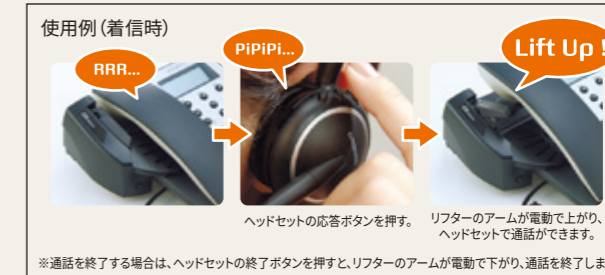 使用例（着信時）
RRR...
PiPiPi...
Lift Up !
ヘッドセットの応答ボタンを押す。
リフターのアームが電動で上がり、
ヘッドセットで通話ができます。
※通話を終了する場合は、ヘッドセットの終了ボタンを押すと、リフターのアームが電動で下がり、通話を終了しま